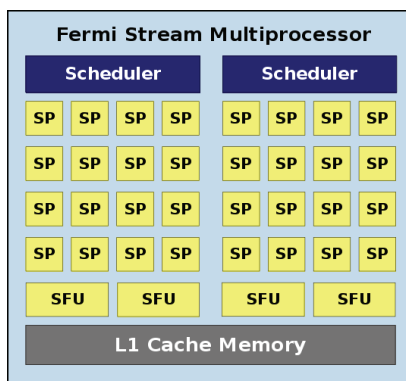 Fermi Stream Multiprocessor
Scheduler Scheduler
SP SP SP SP SP SP SP SP
SP SP SP SP SP SP SP SP
SP SP SP SP SP SP SP SP
SP SP SP SP SP SP SP SP
SFU SFU SFU SFU
L1 Cache Memory